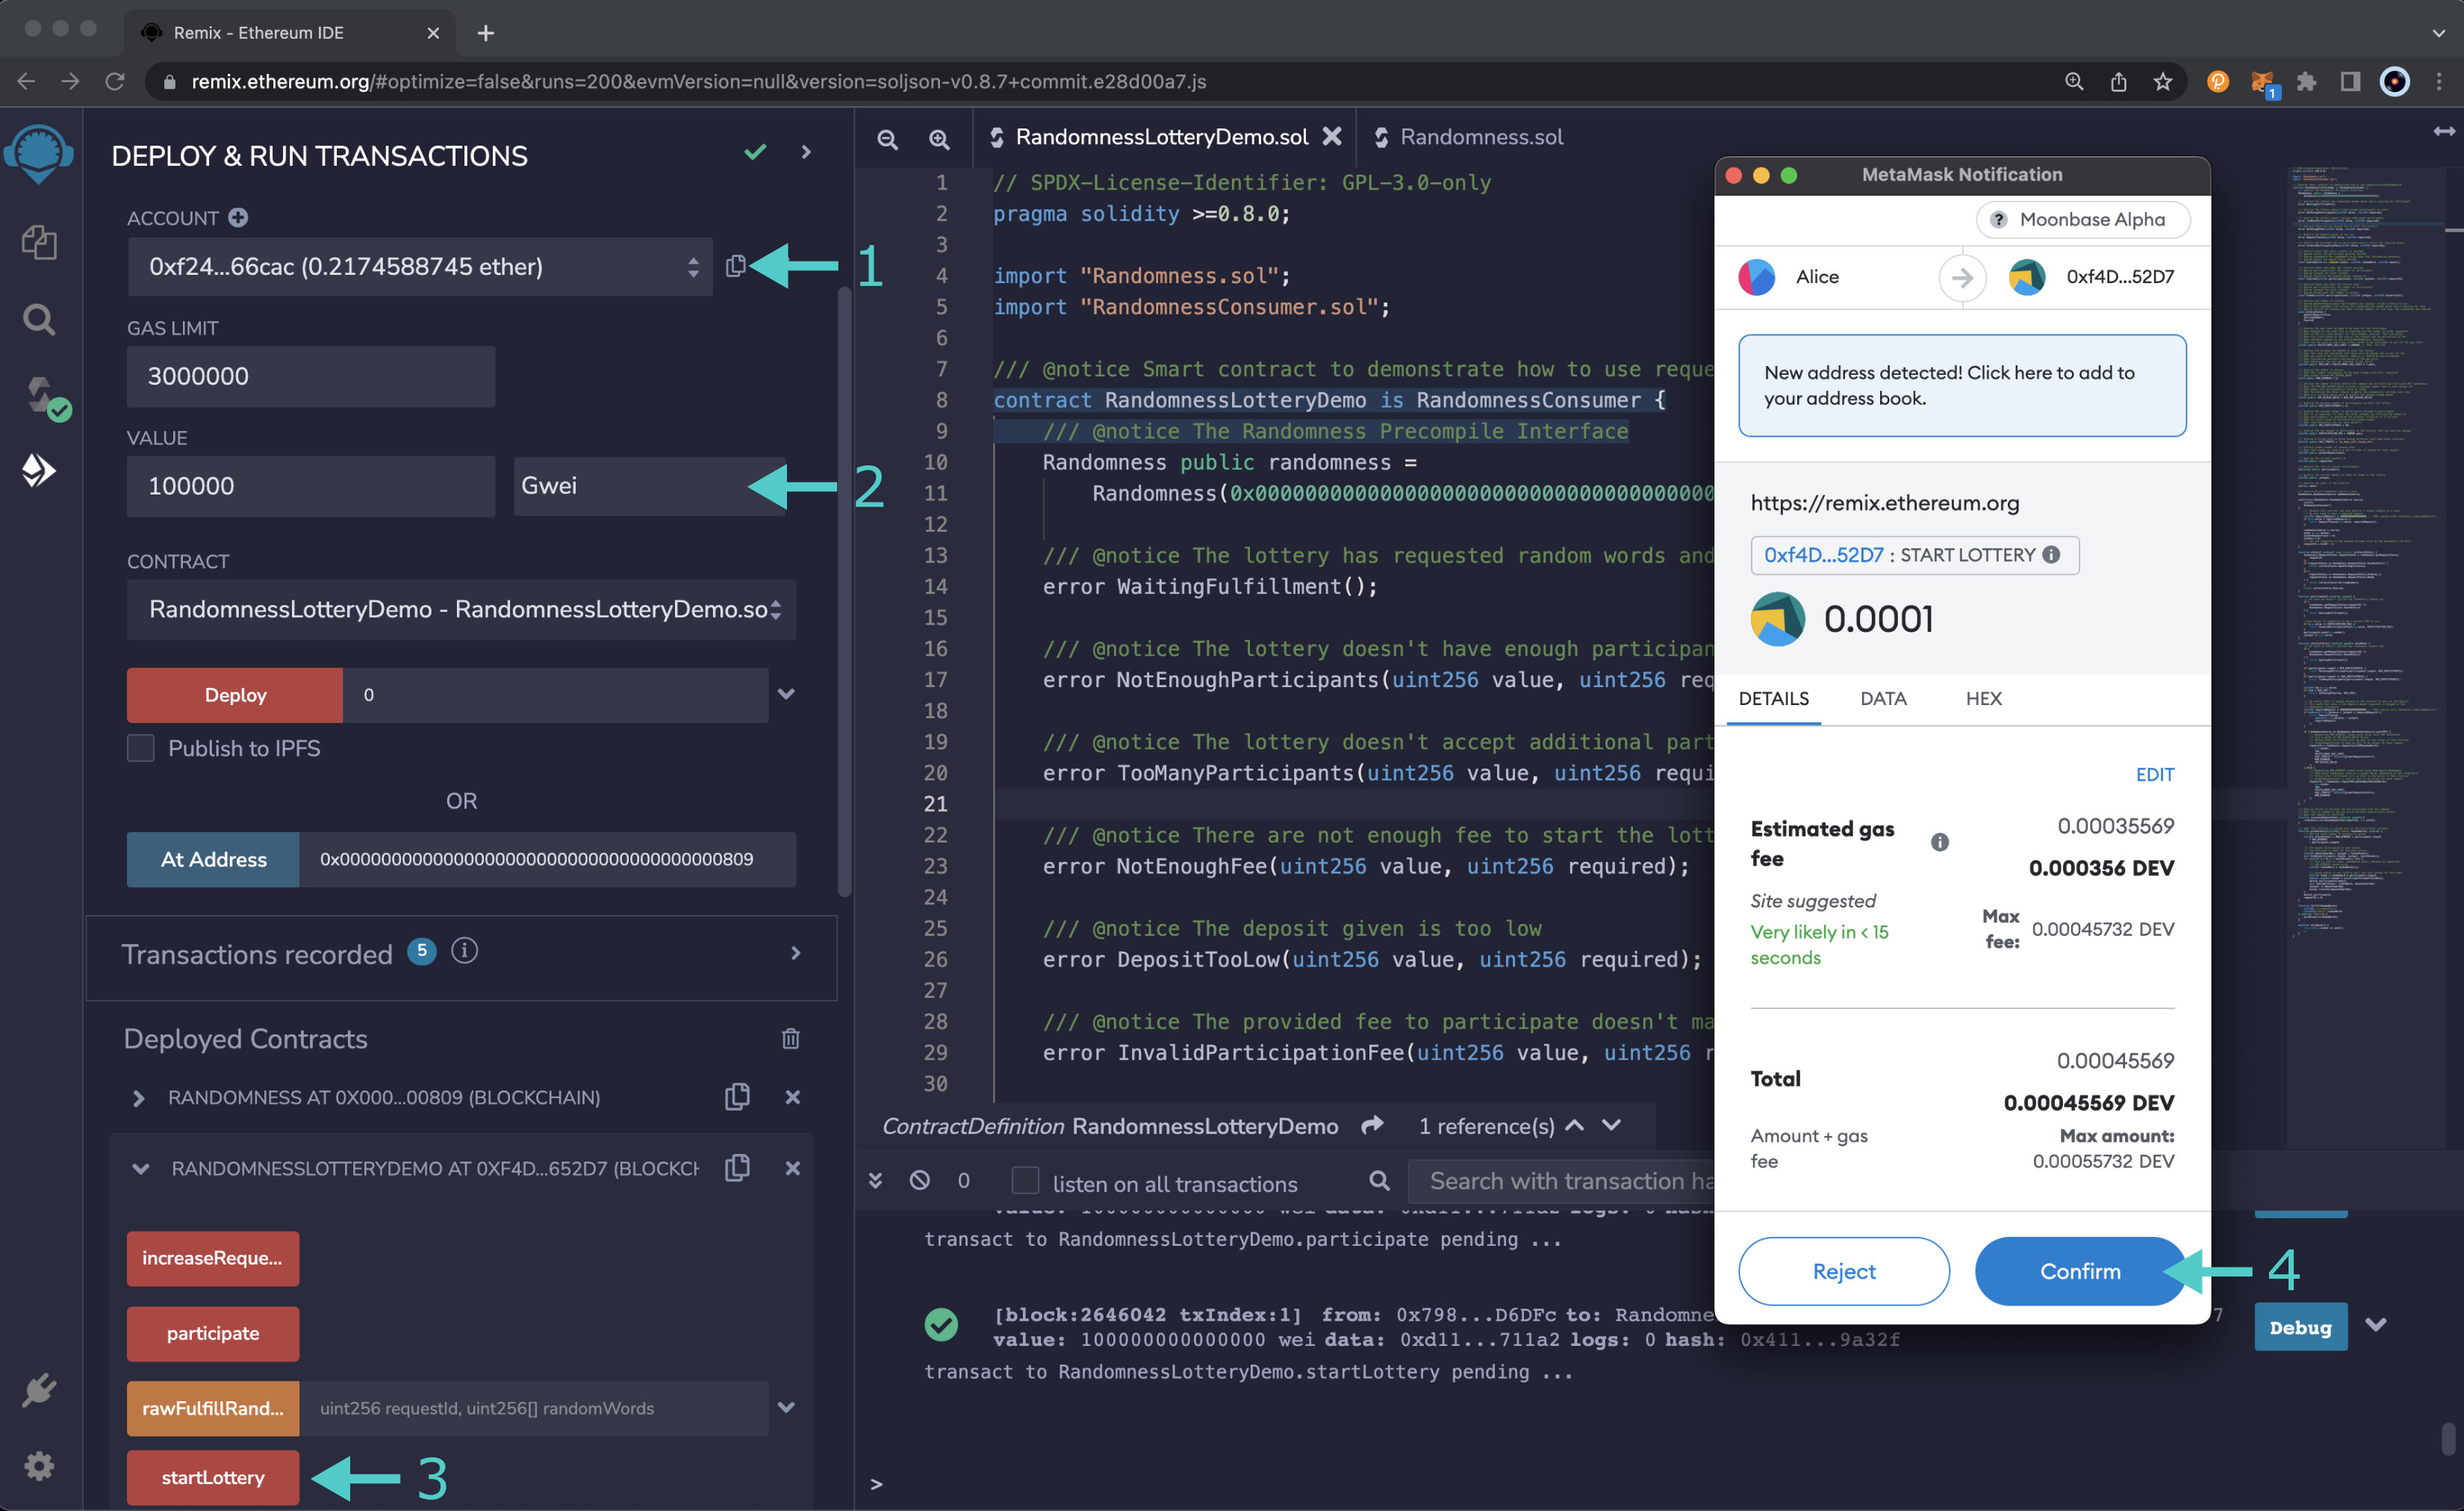 Remix - Ethereum IDE
remix.ethereum.org/#optimize=false&runs=200&evmVersion=null&version=soljson-v0.8.7+commit.e28d00a7.js
1
DEPLOY & RUN TRANSACTIONS
ACCOUNT
0xf24...66cac (0.2174588745 ether)
1
GAS LIMIT
3000000
VALUE
100000
Gwei
2
CONTRACT
RandomnessLotteryDemo - RandomnessLotteryDemo.so
Deploy
0
Publish to IPFS
OR
At Address
0x0000000000000000000000000000000000000809
Transactions recorded 5
Deployed Contracts
RANDOMNESS AT 0X000...00809 (BLOCKCHAIN)
RANDOMNESSLOTTERYDEMO AT 0XF4D...652D7 (BLOCKCH
increaseReque...
participate
rawFulfillRand...
uint256 requestId, uint256[] randomWords
startLottery
3
RandomnessLotteryDemo.sol
Randomness.sol
1 // SPDX-License-Identifier: GPL-3.0-only
2 pragma solidity >=0.8.0;
3
4 import "Randomness.sol";
5 import "RandomnessConsumer.sol";
6
7 /// @notice Smart contract to demonstrate how to use reque
8 contract RandomnessLotteryDemo is RandomnessConsumer {
9 /// @notice The Randomness Precompile Interface
10 Randomness public randomness =
11 Randomness(0x000000000000000000000000000000000000
12
13 /// @notice The lottery has requested random words and
14 error WaitingFulfillment();
15
16 /// @notice The lottery doesn't have enough participan
17 error NotEnoughParticipants(uint256 value, uint256 req
18
19 /// @notice The lottery doesn't accept additional part
20 error TooManyParticipants(uint256 value, uint256 requi
21
22 /// @notice There are not enough fee to start the lott
23 error NotEnoughFee(uint256 value, uint256 required);
24
25 /// @notice The deposit given is too low
26 error DepositTooLow(uint256 value, uint256 required);
27
28 /// @notice The provided fee to participate doesn't ma
29 error InvalidParticipationFee(uint256 value, uint256 r
30
ContractDefinition RandomnessLotteryDemo
1 reference(s)
0
listen on all transactions
Search with transaction ha
transact to RandomnessLotteryDemo.participate pending ...
[block:2646042 txIndex:1] from: 0x798...D6DFc to: Randomne
7
value: 100000000000000 wei data: 0xd11...711a2 logs: 0 hash: 0x411...9a32f
Debug
transact to RandomnessLotteryDemo.startLottery pending ...
>
MetaMask Notification
? Moonbase Alpha
Alice
0xf4D...52D7
New address detected! Click here to add to
your address book.
https://remix.ethereum.org
0xf4D...52D7 : START LOTTERY
0.0001
DETAILS
DATA
HEX
EDIT
Estimated gas
fee
0.00035569
0.000356 DEV
Site suggested
Very likely in < 15
seconds
Max
fee:
0.00045732 DEV
Total
0.00045569
0.00045569 DEV
Amount + gas
fee
Max amount:
0.00055732 DEV
Reject
Confirm
4